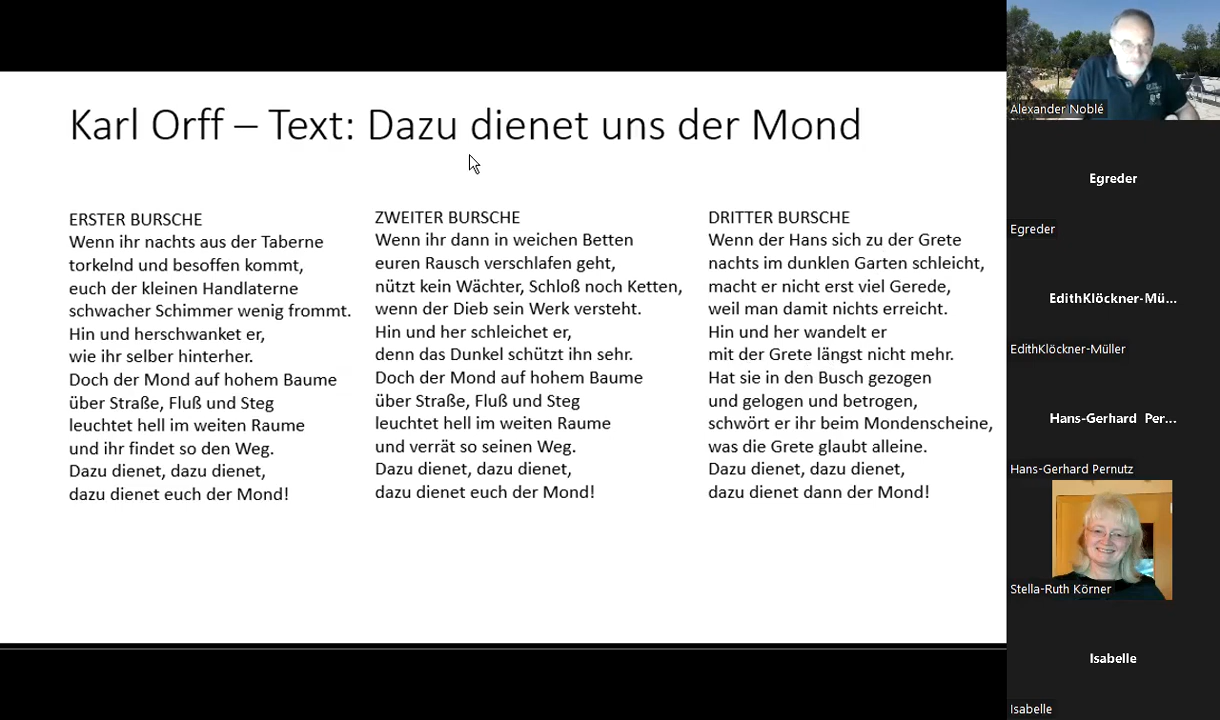 Karl Orff – Text: Dazu dienet uns der Mond
ERSTER BURSCHE
Wenn ihr nachts aus der Taberne
torkelnd und besoffen kommt,
euch der kleinen Handlaterne
schwacher Schimmer wenig frommt.
Hin und herschwanket er,
wie ihr selber hinterher.
Doch der Mond auf hohem Baume
über Straße, Fluß und Steg
leuchtet hell im weiten Raume
und ihr findet so den Weg.
Dazu dienet, dazu dienet,
dazu dienet euch der Mond!
ZWEITER BURSCHE
Wenn ihr dann in weichen Betten
euren Rausch verschlafen geht,
nützt kein Wächter, Schloß noch Ketten,
wenn der Dieb sein Werk versteht.
Hin und her schleichet er,
denn das Dunkel schützt ihn sehr.
Doch der Mond auf hohem Baume
über Straße, Fluß und Steg
leuchtet hell im weiten Raume
und verrät so seinen Weg.
Dazu dienet, dazu dienet,
dazu dienet euch der Mond!
DRITTER BURSCHE
Wenn der Hans sich zu der Grete
nachts im dunklen Garten schleicht,
macht er nicht erst viel Gerede,
weil man damit nichts erreicht.
Hin und her wandelt er
mit der Grete längst nicht mehr.
Hat sie in den Busch gezogen
und gelogen und betrogen,
schwört er ihr beim Mondenscheine,
was die Grete glaubt alleine.
Dazu dienet, dazu dienet,
dazu dienet dann der Mond!
Alexander Noblé
Egreder
Egreder
EdithKlöckner-Mü...
EdithKlöckner-Müller
Hans-Gerhard Per...
Hans-Gerhard Pernutz
Stella-Ruth Körner
Isabelle
Isabelle